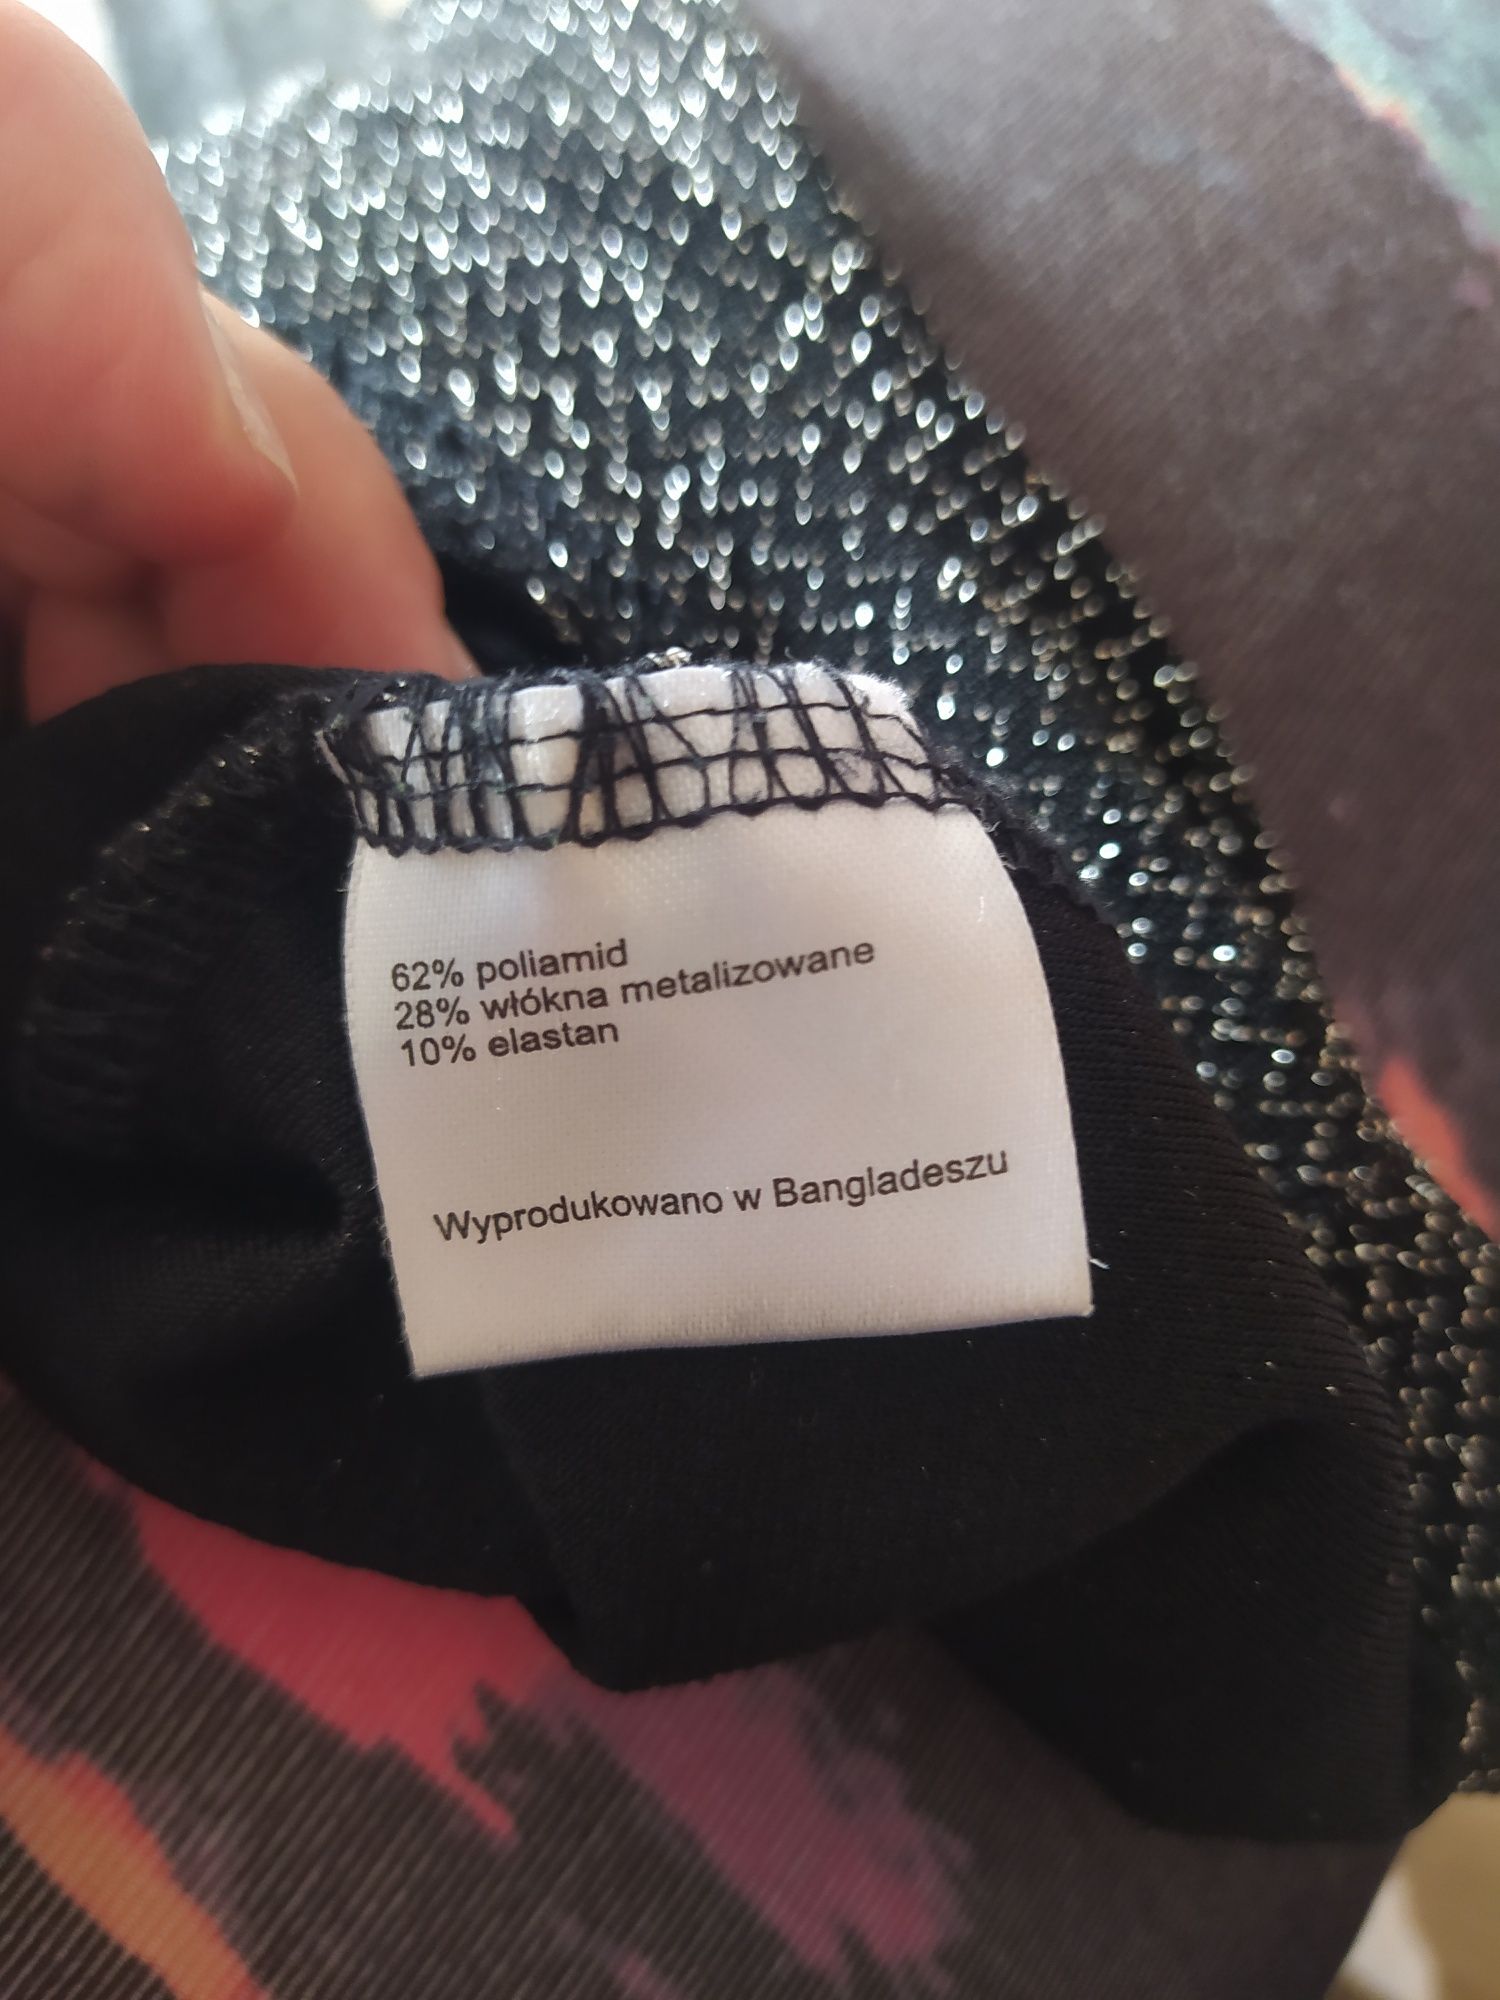 62% poliamid
28% włókna metalizowane
10% elastan
Wyprodukowano w Bangladeszu